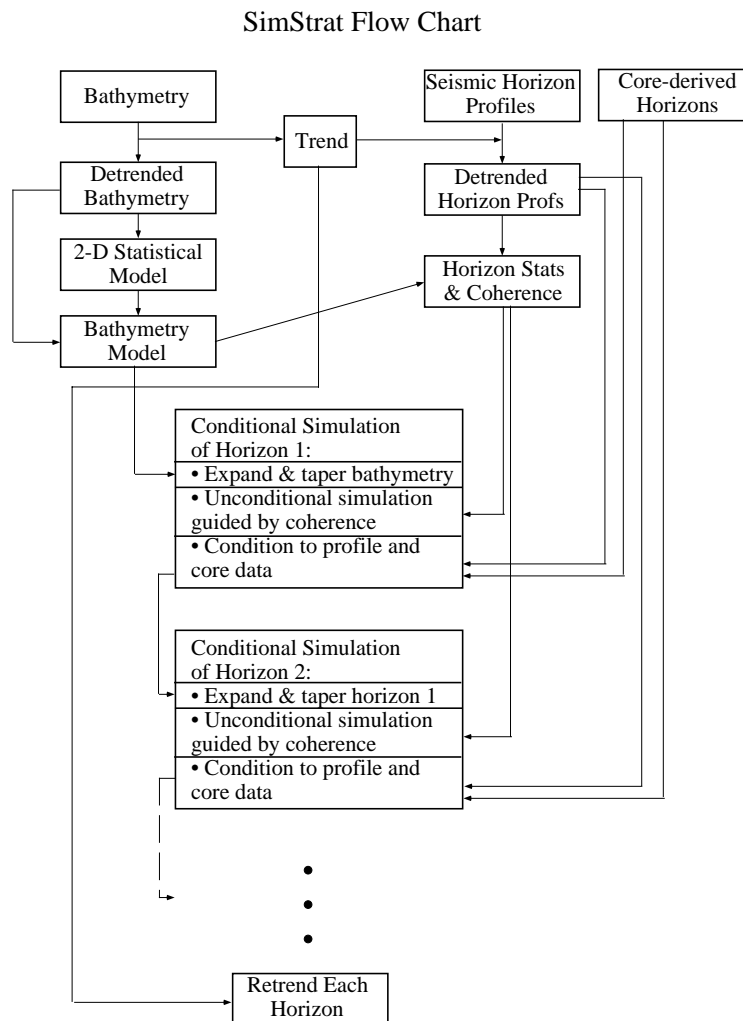 SimStrat Flow Chart
Bathymetry
Seismic Horizon
Profiles
Core-derived
Horizons
Trend
Detrended
Bathymetry
Detrended
Horizon Profs
2-D Statistical
Model
Horizon Stats
& Coherence
Bathymetry
Model
Conditional Simulation
of Horizon 1:
• Expand & taper bathymetry
• Unconditional simulation
guided by coherence
• Condition to profile and
core data
Conditional Simulation
of Horizon 2:
• Expand & taper horizon 1
• Unconditional simulation
guided by coherence
• Condition to profile and
core data
Retrend Each
Horizon